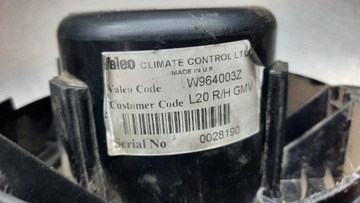 Valeo CLIMATE CONTROL LTD
MADE IN U.K
Valeo Code W964003Z
Customer Code L20 R/H GMV
Serial No 0028190